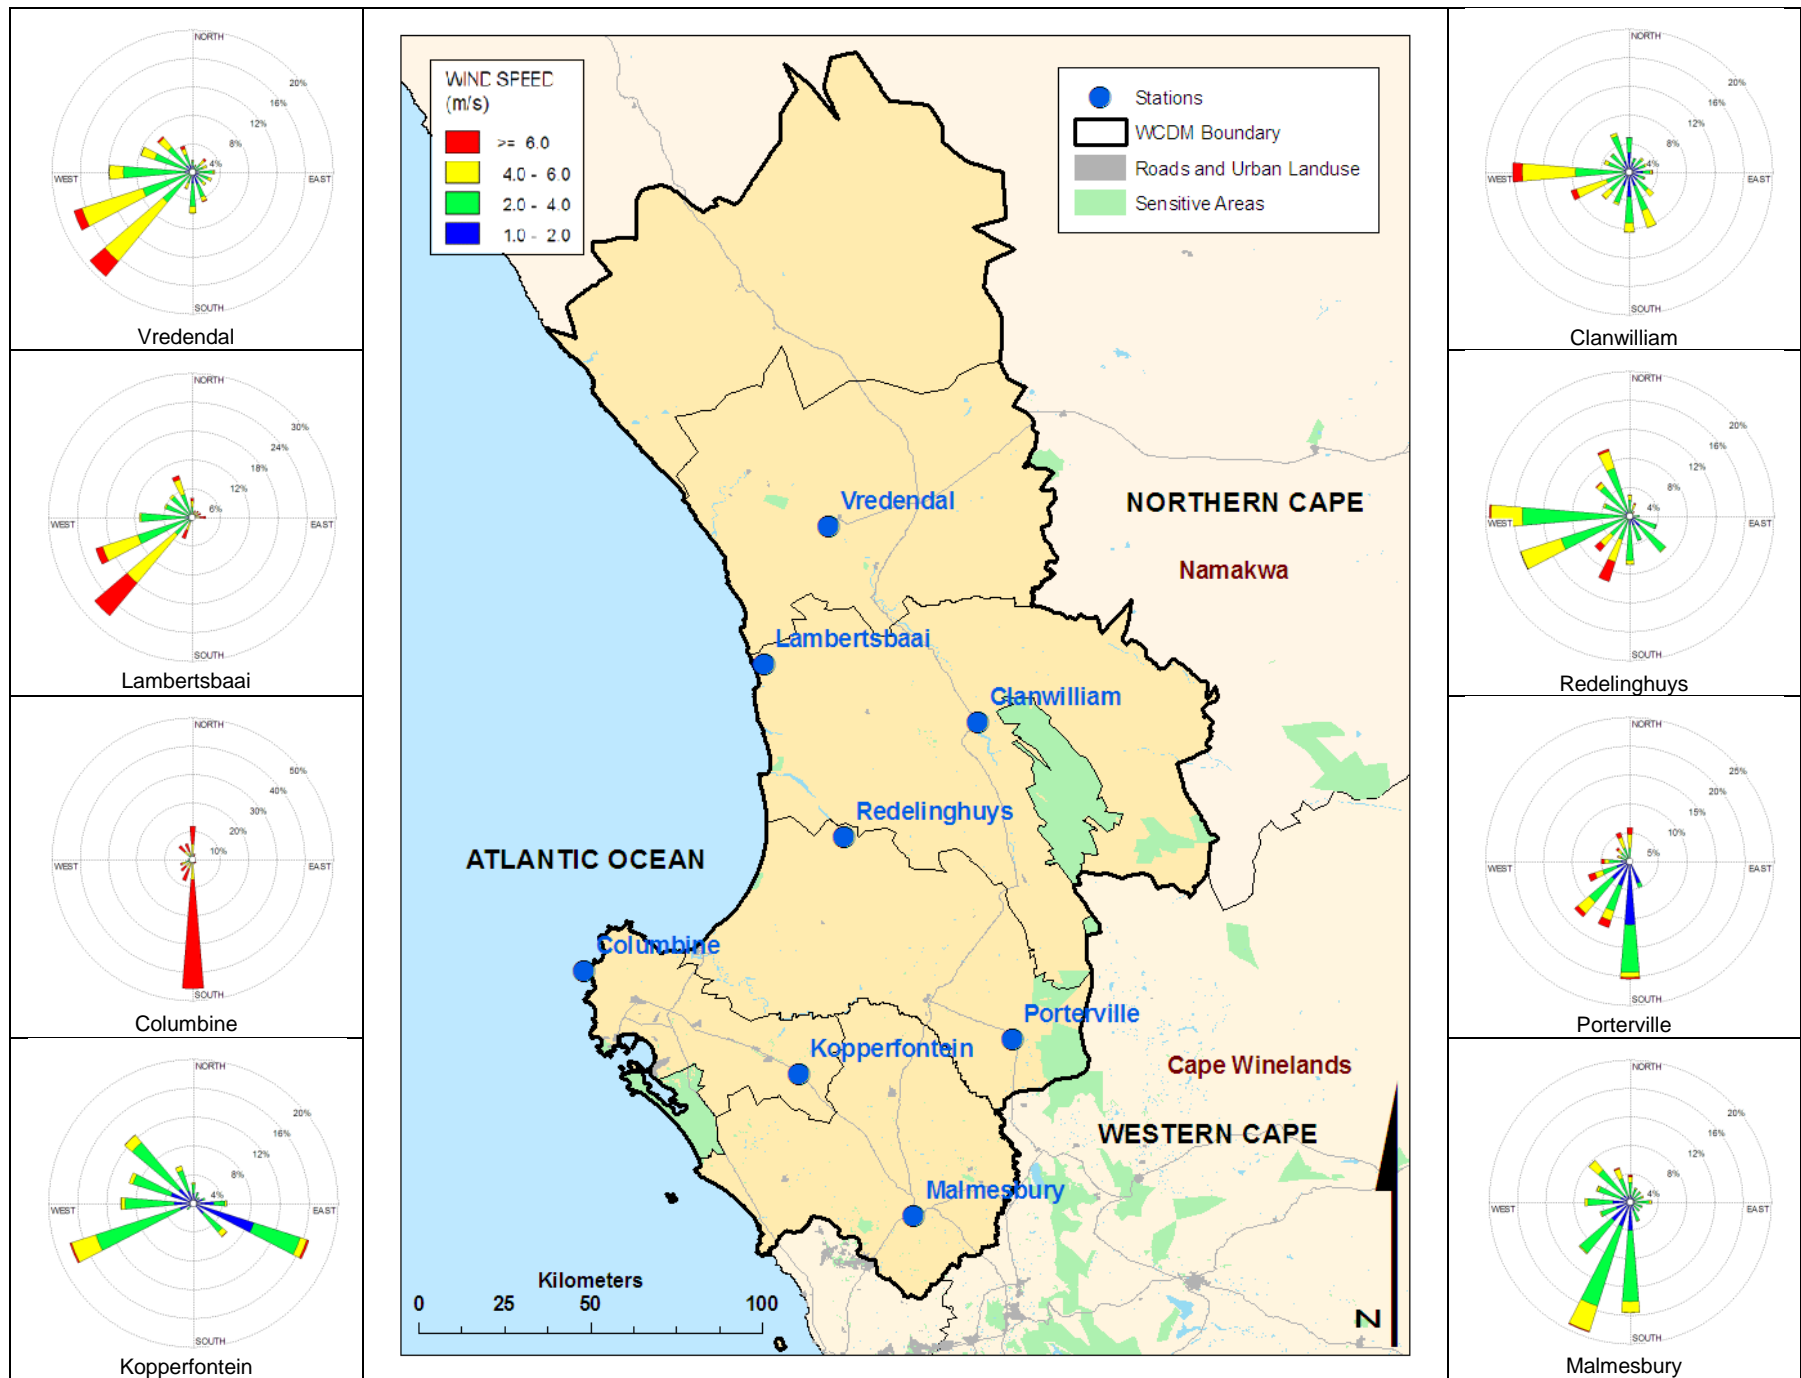 NORTH
20%
16%
12%
8%
4%
WEST
EAST
SOUTH
Vredendal
NORTH
30%
24%
18%
12%
6%
WEST
EAST
SOUTH
Lambertsbaai
NORTH
50%
40%
30%
20%
10%
WEST
EAST
SOUTH
Columbine
NORTH
20%
16%
12%
8%
4%
WEST
EAST
SOUTH
Kopperfontein
WIND SPEED
(m/s)
>= 6.0
4.0 - 6.0
2.0 - 4.0
1.0 - 2.0
Stations
WCDM Boundary
Roads and Urban Landuse
Sensitive Areas
Vredendal
NORTHERN CAPE
Namakwa
Lambertsbaai
Clanwilliam
Redelinghuys
ATLANTIC OCEAN
Columbine
Porterville
Kopperfontein
Cape Winelands
WESTERN CAPE
Malmesbury
Kilometers
0 25 50 100
N
NORTH
20%
16%
12%
8%
4%
WEST
EAST
SOUTH
Clanwilliam
NORTH
20%
16%
12%
8%
4%
WEST
EAST
SOUTH
Redelinghuys
NORTH
25%
20%
15%
10%
5%
WEST
EAST
SOUTH
Porterville
NORTH
20%
16%
12%
8%
4%
WEST
EAST
SOUTH
Malmesbury